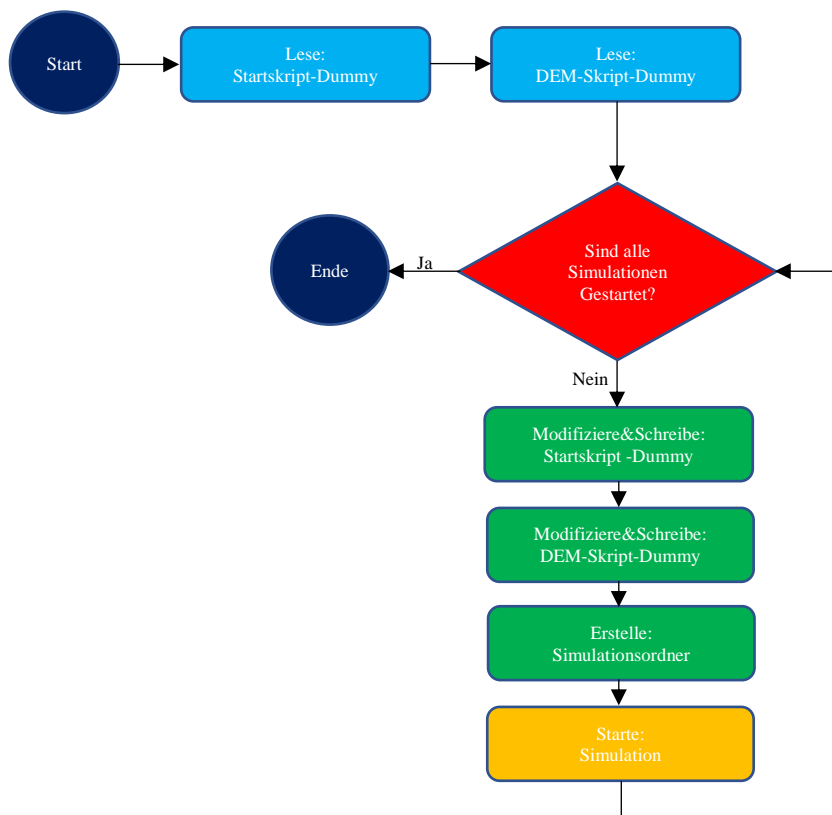 Start
Lese:
Startskript-Dummy
Lese:
DEM-Skript-Dummy
Sind alle
Simulationen
Gestartet?
Ja
Ende
Nein
Modifiziere&Schreibe:
Startskript -Dummy
Modifiziere&Schreibe:
DEM-Skript-Dummy
Erstelle:
Simulationsordner
Starte:
Simulation